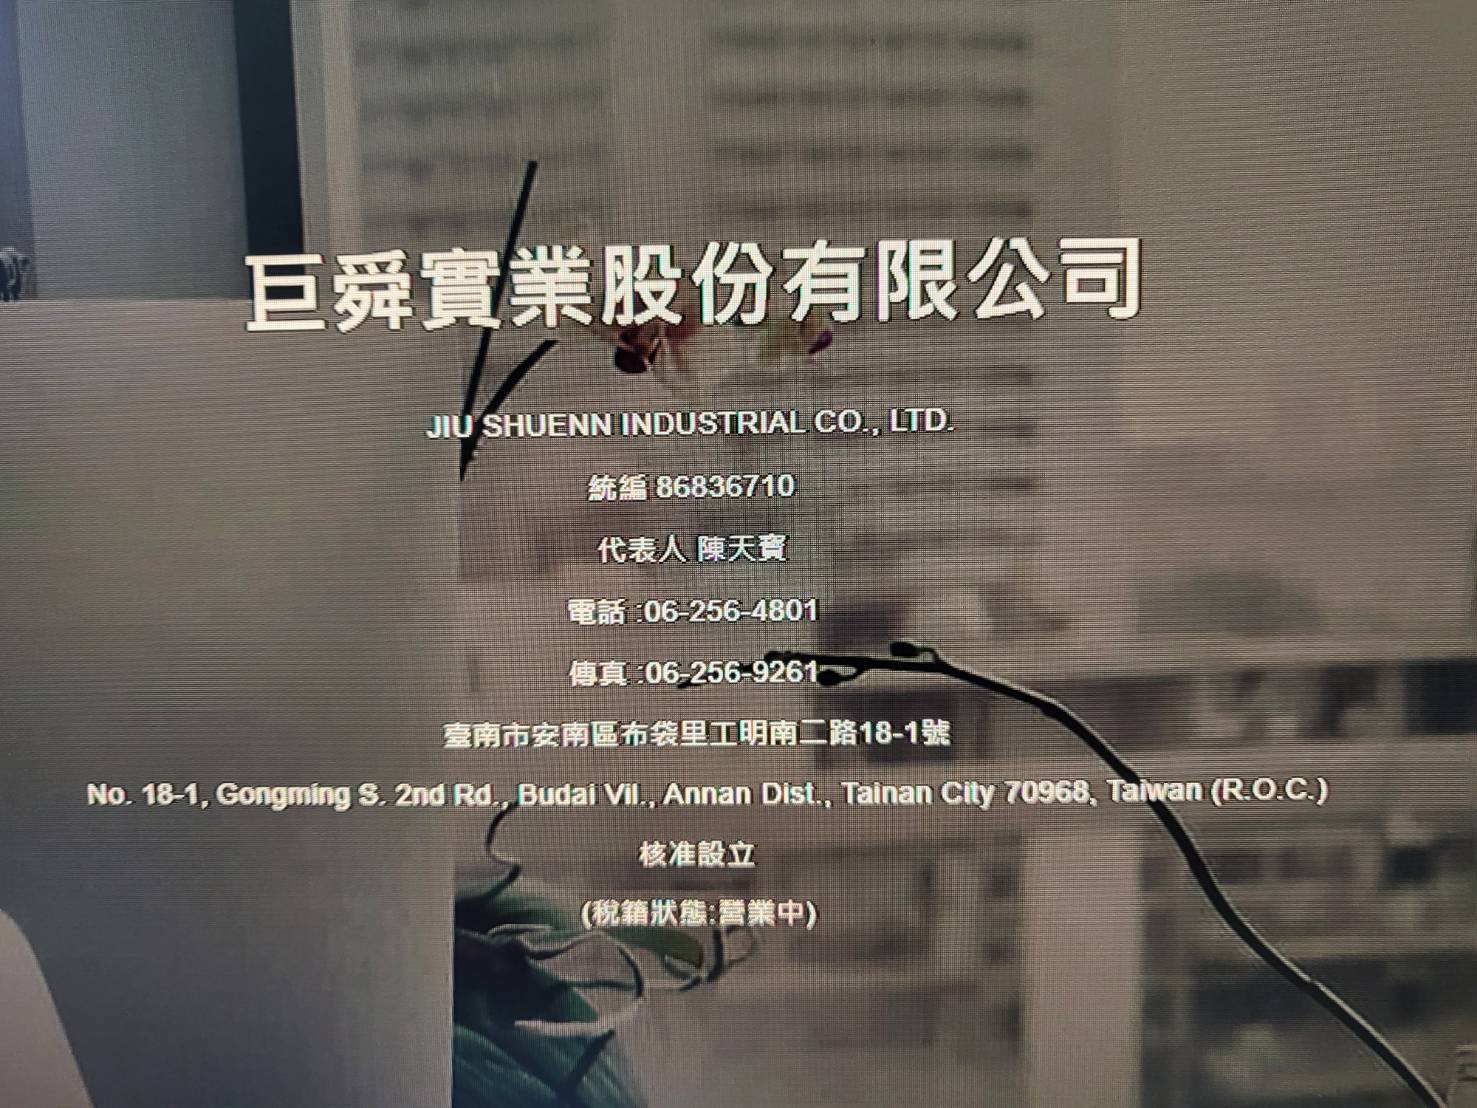 巨舜實業股份有限公司
JIU SHUENN INDUSTRIAL CO., LTD.
統編 86836710
代表人 陳天寶
電話 :06-256-4801
傳真 :06-256-9261
臺南市安南區布袋里工明南二路18-1號
No. 18-1, Gongming S. 2nd Rd., Budai Vil., Annan Dist., Tainan City 70968, Taiwan (R.O.C.)
核准設立
(稅籍狀態:營業中)